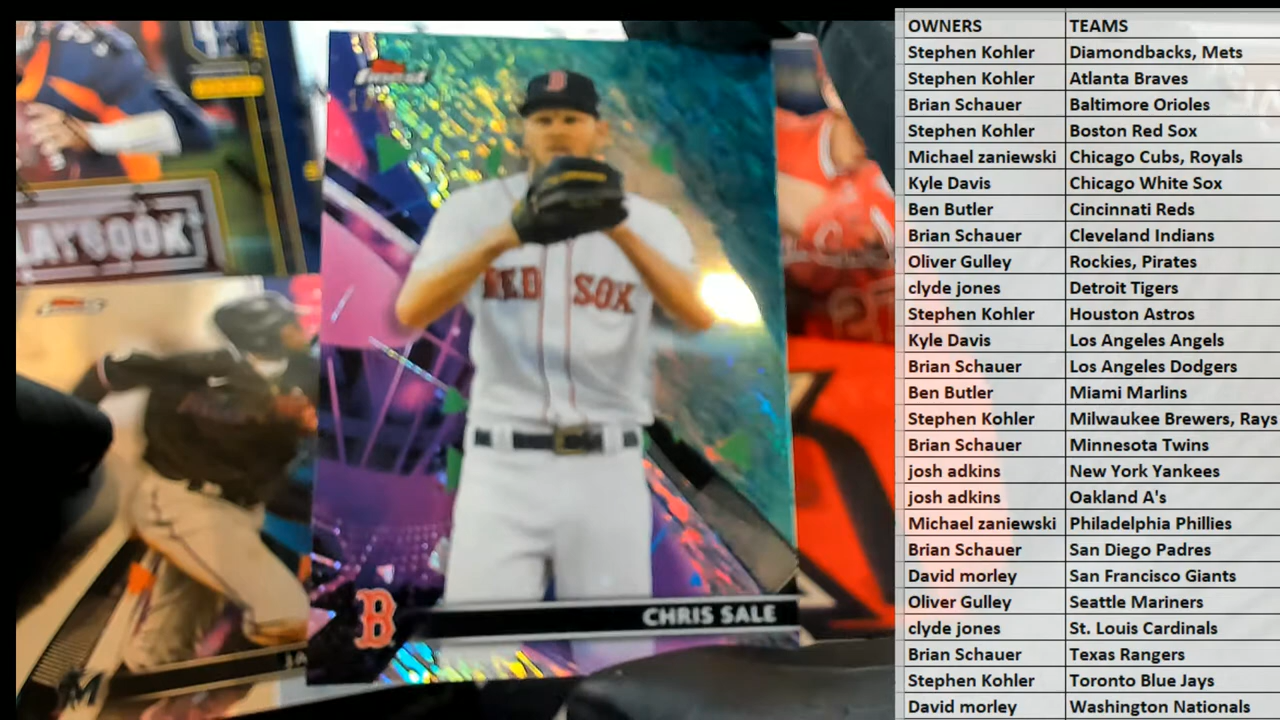 OWNERS TEAMS
Stephen Kohler Diamondbacks, Mets
Stephen Kohler Atlanta Braves
Brian Schauer Baltimore Orioles
Stephen Kohler Boston Red Sox
Michael zaniewski Chicago Cubs, Royals
Kyle Davis Chicago White Sox
Ben Butler Cincinnati Reds
Brian Schauer Cleveland Indians
Oliver Gulley Rockies, Pirates
clyde jones Detroit Tigers
Stephen Kohler Houston Astros
Kyle Davis Los Angeles Angels
Brian Schauer Los Angeles Dodgers
Ben Butler Miami Marlins
Stephen Kohler Milwaukee Brewers, Rays
Brian Schauer Minnesota Twins
josh adkins New York Yankees
josh adkins Oakland A's
Michael zaniewski Philadelphia Phillies
Brian Schauer San Diego Padres
David morley San Francisco Giants
Oliver Gulley Seattle Mariners
clyde jones St. Louis Cardinals
Brian Schauer Texas Rangers
Stephen Kohler Toronto Blue Jays
David morley Washington Nationals
Finest
B
RED SOX
B
CHRIS SALE
27
M